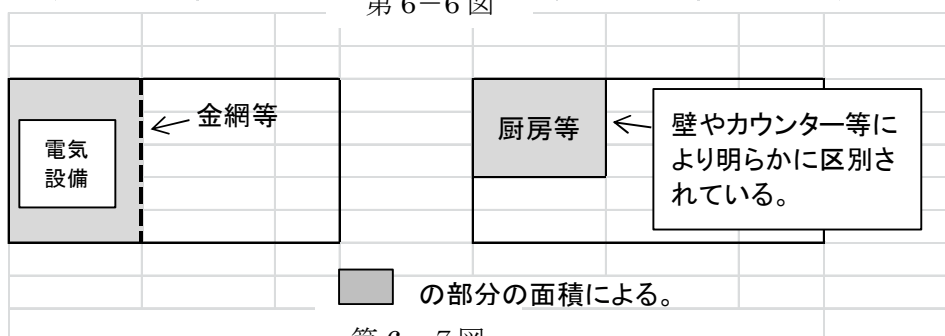 第6-6図
金網等
電気
設備
厨房等
壁やカウンター等に
より明らかに区別さ
れている。
の部分の面積による。
第6-7図